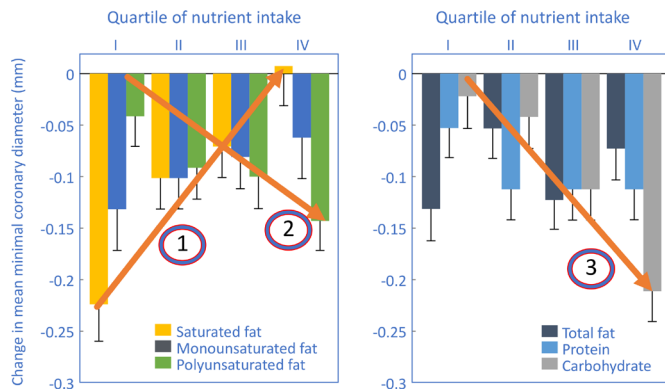 Quartile of nutrient intake
I II III IV
Change in mean minimal coronary diameter (mm)
0
-0.05
-0.1
-0.15
-0.2
-0.25
-0.3
1
2
Saturated fat
Monounsaturated fat
Polyunsaturated fat
Quartile of nutrient intake
I II III IV
0
-0.05
-0.1
-0.15
-0.2
-0.25
-0.3
3
Total fat
Protein
Carbohydrate